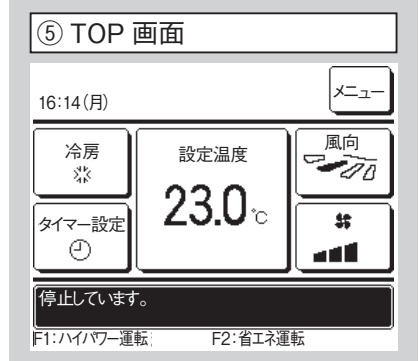 ⑤ TOP 画面
メニュー
16:14(月)
冷房
設定温度
風向
23.0℃
タイマー設定
停止しています。
F1:ハイパワー運転
F2:省エネ運転